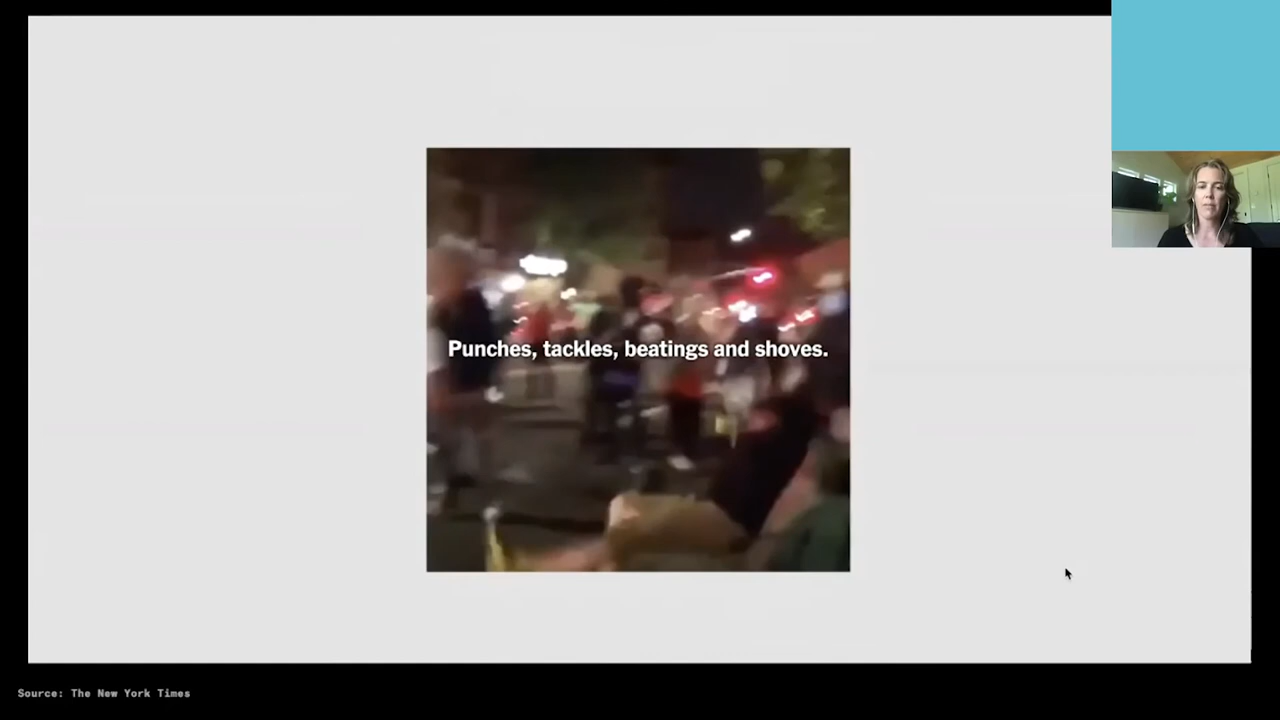 Punches, tackles, beatings and shoves.
Source: The New York Times